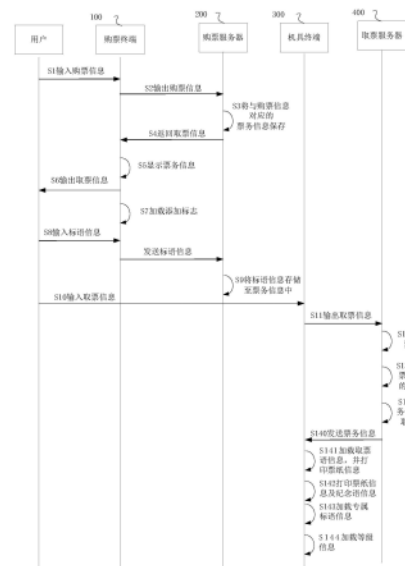 100
200
300
400
用户
购票终端
购票服务器
机具终端
取票服务器
S1输入购票信息
S2输出购票信息
S3将与购票信息
对应的
票务信息保存
S4返回取票信息
S5显示票务信息
S6输出取票信息
S7加载添加标志
S8输入标语信息
发送标语信息
S9将标语信息存储
至票务信息中
S10输入取票信息
S11输出取票信息
S1
S1
票
的
S1
务
S140发送票务信息
S141加载取票
语信息，并打
印票纸信息
S142打印票纸信
息及纪念语信息
S143加载专属
标语信息
S144加载等级
信息